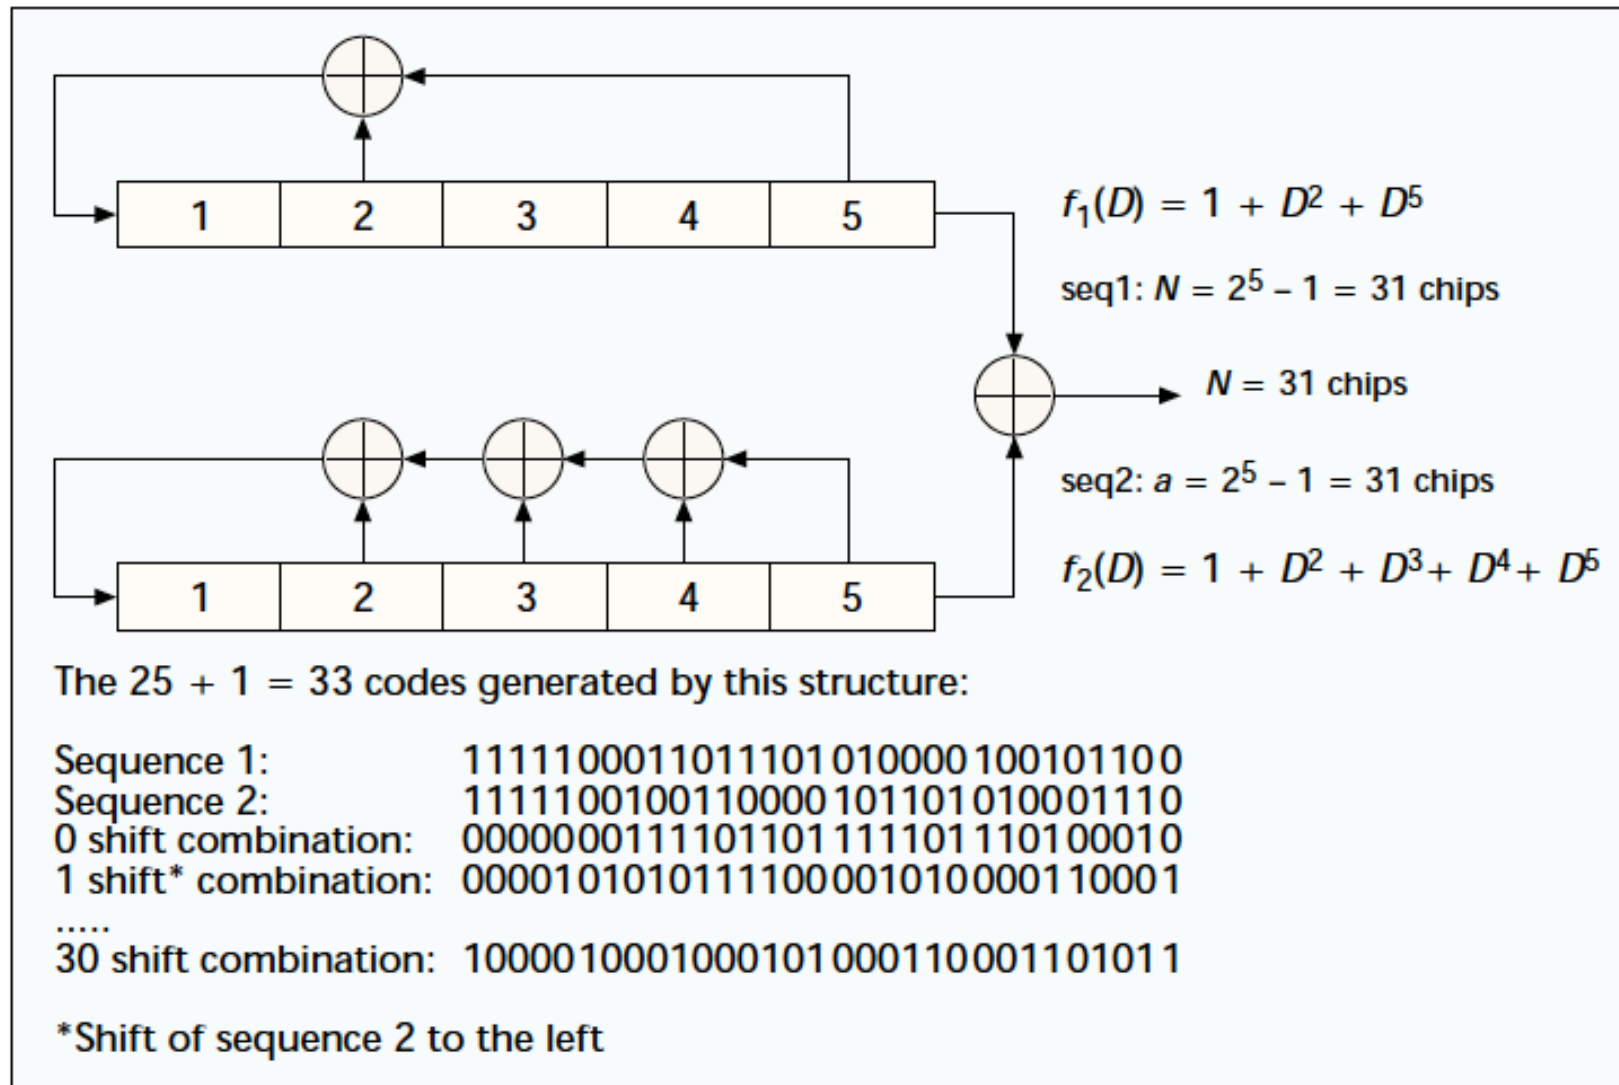 1 2 3 4 5
f₁(D) = 1 + D² + D⁵
seq1: N = 2⁵ – 1 = 31 chips
N = 31 chips
seq2: a = 2⁵ – 1 = 31 chips
f₂(D) = 1 + D² + D³ + D⁴ + D⁵
1 2 3 4 5
The 25 + 1 = 33 codes generated by this structure:
Sequence 1: 1111100011011101010000100101100
Sequence 2: 1111100100110000101101010001110
0 shift combination: 0000000111101101111101110100010
1 shift* combination: 0000101010111100001010000110001
.....
30 shift combination: 1000010001000101000110001101011
*Shift of sequence 2 to the left